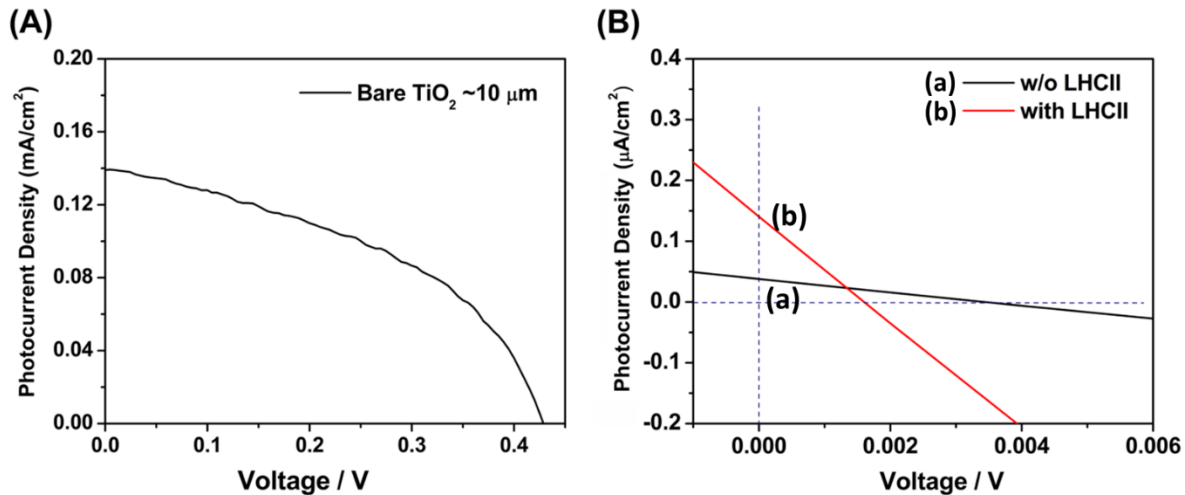 (A)
Photocurrent Density (mA/cm²)
0.20
0.16
0.12
0.08
0.04
0.00
Bare TiO₂ ~10 μm
0.0 0.1 0.2 0.3 0.4
Voltage / V
(B)
Photocurrent Density (μA/cm²)
0.4
0.3
0.2
0.1
0.0
-0.1
-0.2
(a) w/o LHCII
(b) with LHCII
(b)
(a)
0.000 0.002 0.004 0.006
Voltage / V